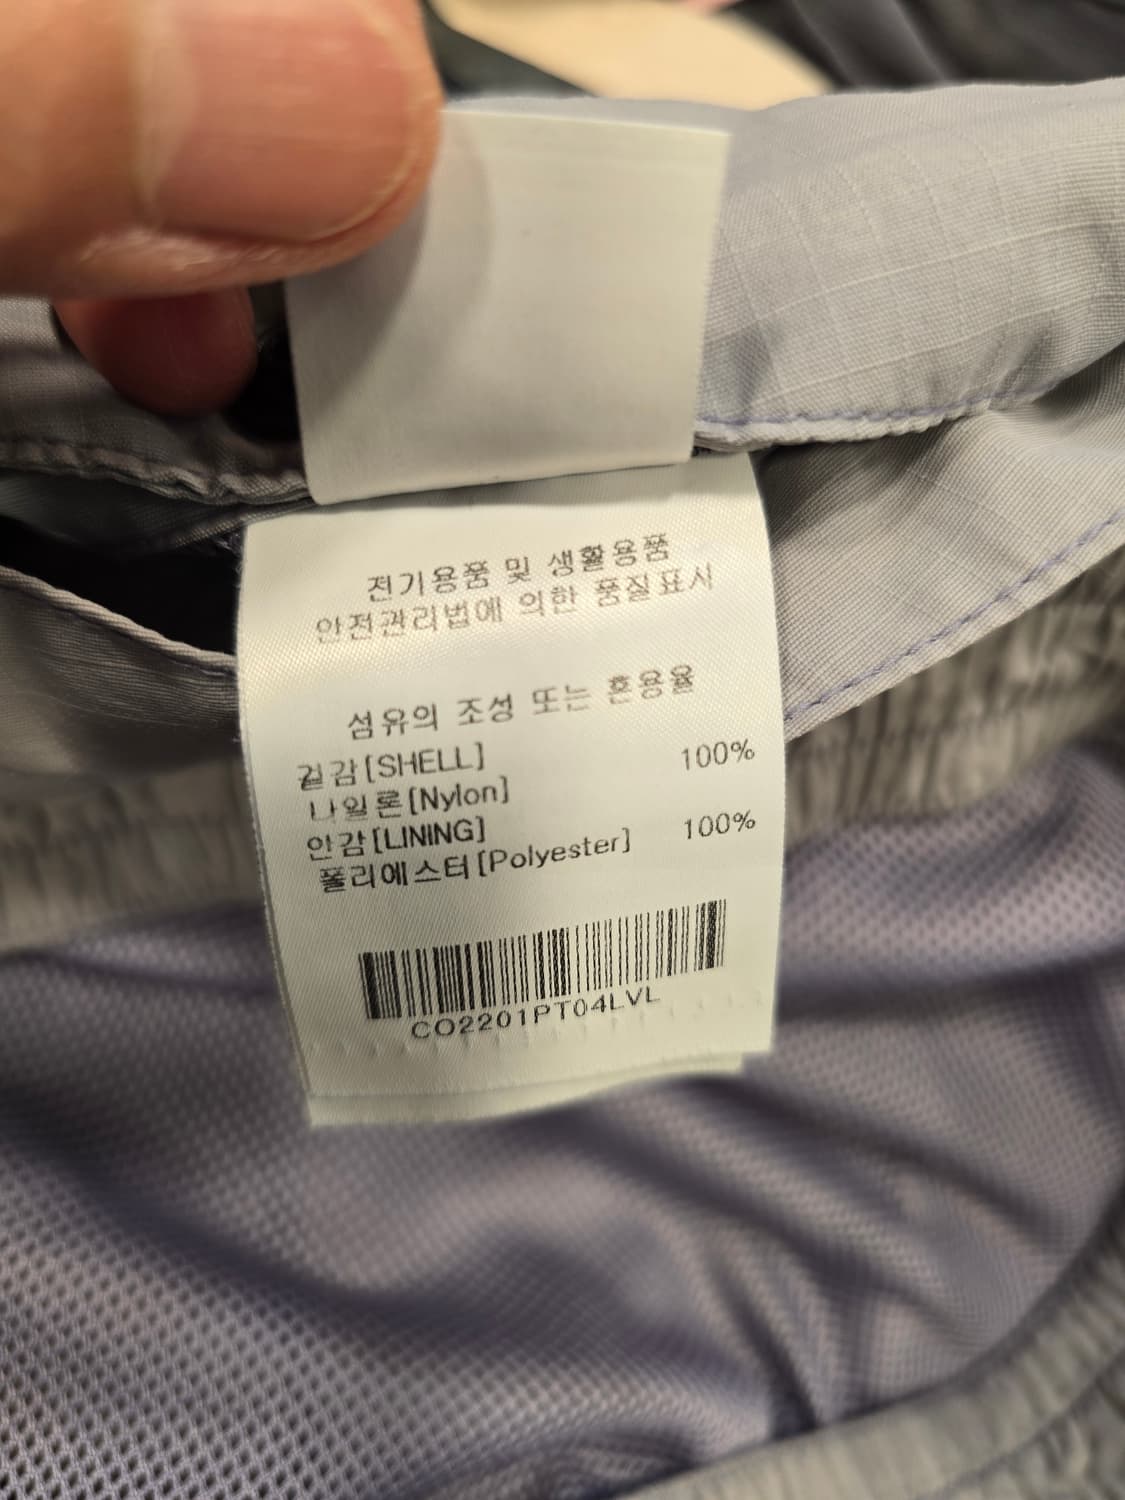 전기용품 및 생활용품
안전관리법에 의한 품질표시
섬유의 조성 또는 혼용율
겉감[SHELL] 100%
나일론[Nylon]
안감[LINING] 100%
폴리에스터[Polyester]
CO2201PT04LVL